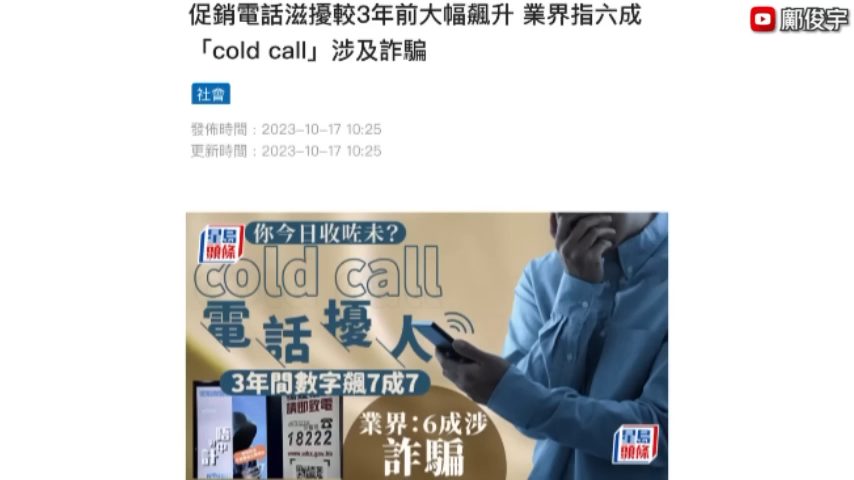 促銷電話滋擾較3年前大幅飆升 業界指六成
「cold call」涉及詐騙
鄺俊宇
社會
發佈時間：2023-10-17 10:25
更新時間：2023-10-17 10:25
星島頭條
你今日收咗未?
cold call
電話擾人
3年間數字飆7成7
請即致電
18222
業界：6成涉
詐騙
星島頭條